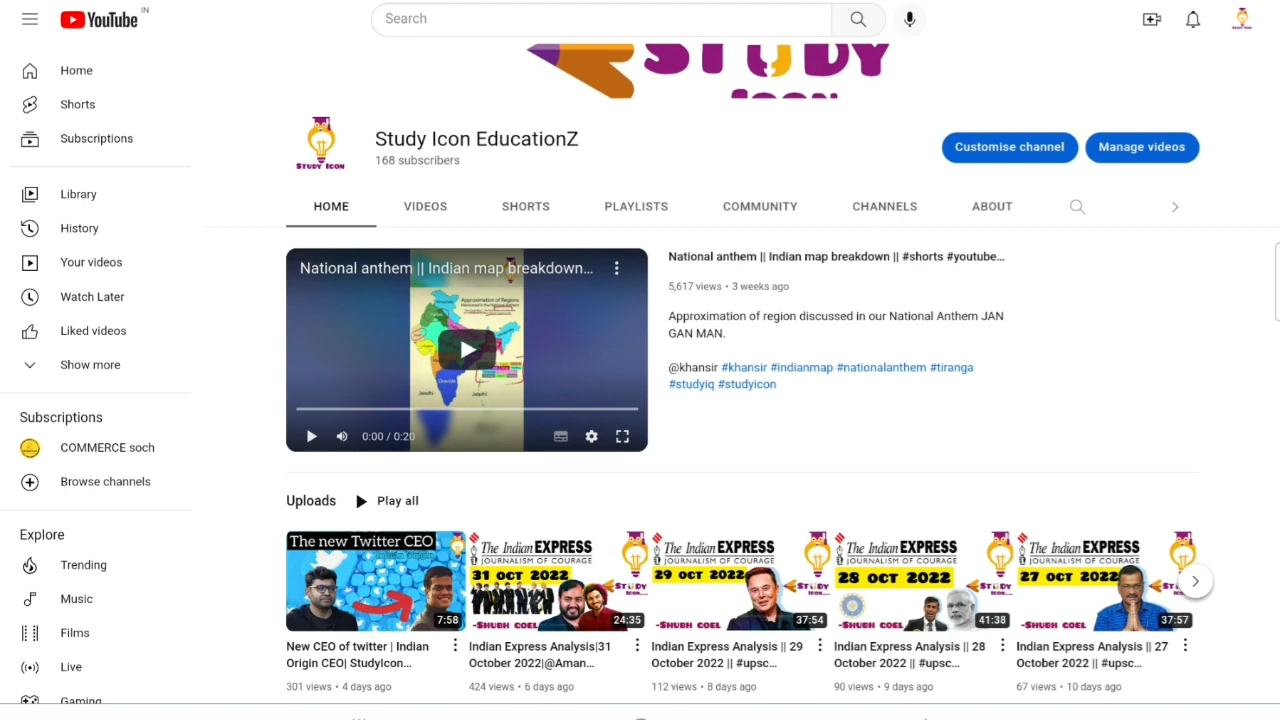 YouTube IN
Search
Home
Shorts
Subscriptions
Library
History
Your videos
Watch Later
Liked videos
Show more
Subscriptions
COMMERCE soch
Browse channels
Explore
Trending
Music
Films
Live
Gaming
STUDY
ICON
STUDY ICON
Study Icon EducationZ
168 subscribers
Customise channel
Manage videos
HOME
VIDEOS
SHORTS
PLAYLISTS
COMMUNITY
CHANNELS
ABOUT
National anthem || Indian map breakdown...
Approximation of Regions
0:00 / 0:20
National anthem || Indian map breakdown || #shorts #youtube...
5,617 views • 3 weeks ago
Approximation of region discussed in our National Anthem JAN
GAN MAN.
@khansir #khansir #indianmap #nationalanthem #tiranga
#studyiq #studyicon
Uploads
Play all
The new Twitter CEO
7:58
New CEO of twitter | Indian
Origin CEO| StudyIcon...
301 views • 4 days ago
The Indian EXPRESS
JOURNALISM OF COURAGE
31 OCT 2022
STUDY
-SHUBH GOEL
24:35
Indian Express Analysis|31
October 2022|@Aman...
424 views • 6 days ago
The Indian EXPRESS
JOURNALISM OF COURAGE
29 OCT 2022
STUDY
-SHUBH GOEL
37:54
Indian Express Analysis || 29
October 2022 || #upsc...
112 views • 8 days ago
The Indian EXPRESS
JOURNALISM OF COURAGE
28 OCT 2022
STUDY
-SHUBH GOEL
41:38
Indian Express Analysis || 28
October 2022 || #upsc...
90 views • 9 days ago
The Indian EXPRESS
JOURNALISM OF COURAGE
27 OCT 2022
-SHUBH GOEL
37:57
Indian Express Analysis || 27
October 2022 || #upsc...
67 views • 10 days ago